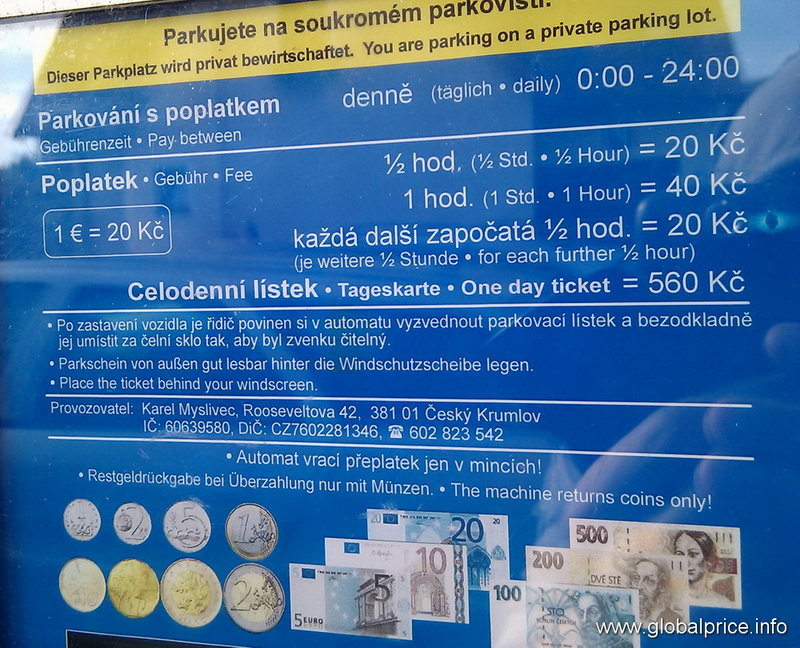 Parkujete na soukromém parkovišti.
Dieser Parkplatz wird privat bewirtschaftet. You are parking on a private parking lot.
Parkování s poplatkem denně (täglich • daily) 0:00 - 24:00
Gebührenzeit • Pay between
Poplatek • Gebühr • Fee ½ hod. (½ Std. • ½ Hour) = 20 Kč
1 hod. (1 Std. • 1 Hour) = 40 Kč
1 € = 20 Kč každá další započatá ½ hod. = 20 Kč
(je weitere ½ Stunde • for each further ½ hour)
Celodenní lístek • Tageskarte • One day ticket = 560 Kč
• Po zastavení vozidla je řidič povinen si v automatu vyzvednout parkovací lístek a bezodkladně
jej umístit za čelní sklo tak, aby byl zvenku čitelný.
• Parkschein von außen gut lesbar hinter die Windschutzscheibe legen.
• Place the ticket behind your windscreen.
Provozovatel: Karel Myslivec, Rooseveltova 42, 381 01 Český Krumlov
IČ: 60639580, DiČ: CZ7602281346, ☎ 602 823 542
• Automat vrací přeplatek jen v mincích!
• Restgeldrückgabe bei Überzahlung nur mit Münzen. • The machine returns coins only!
5 1
2
20 20
10
5 5 EURO
500
200 DVĚ STĚ
100 STO KORUN ČESKÝCH
www.globalprice.info